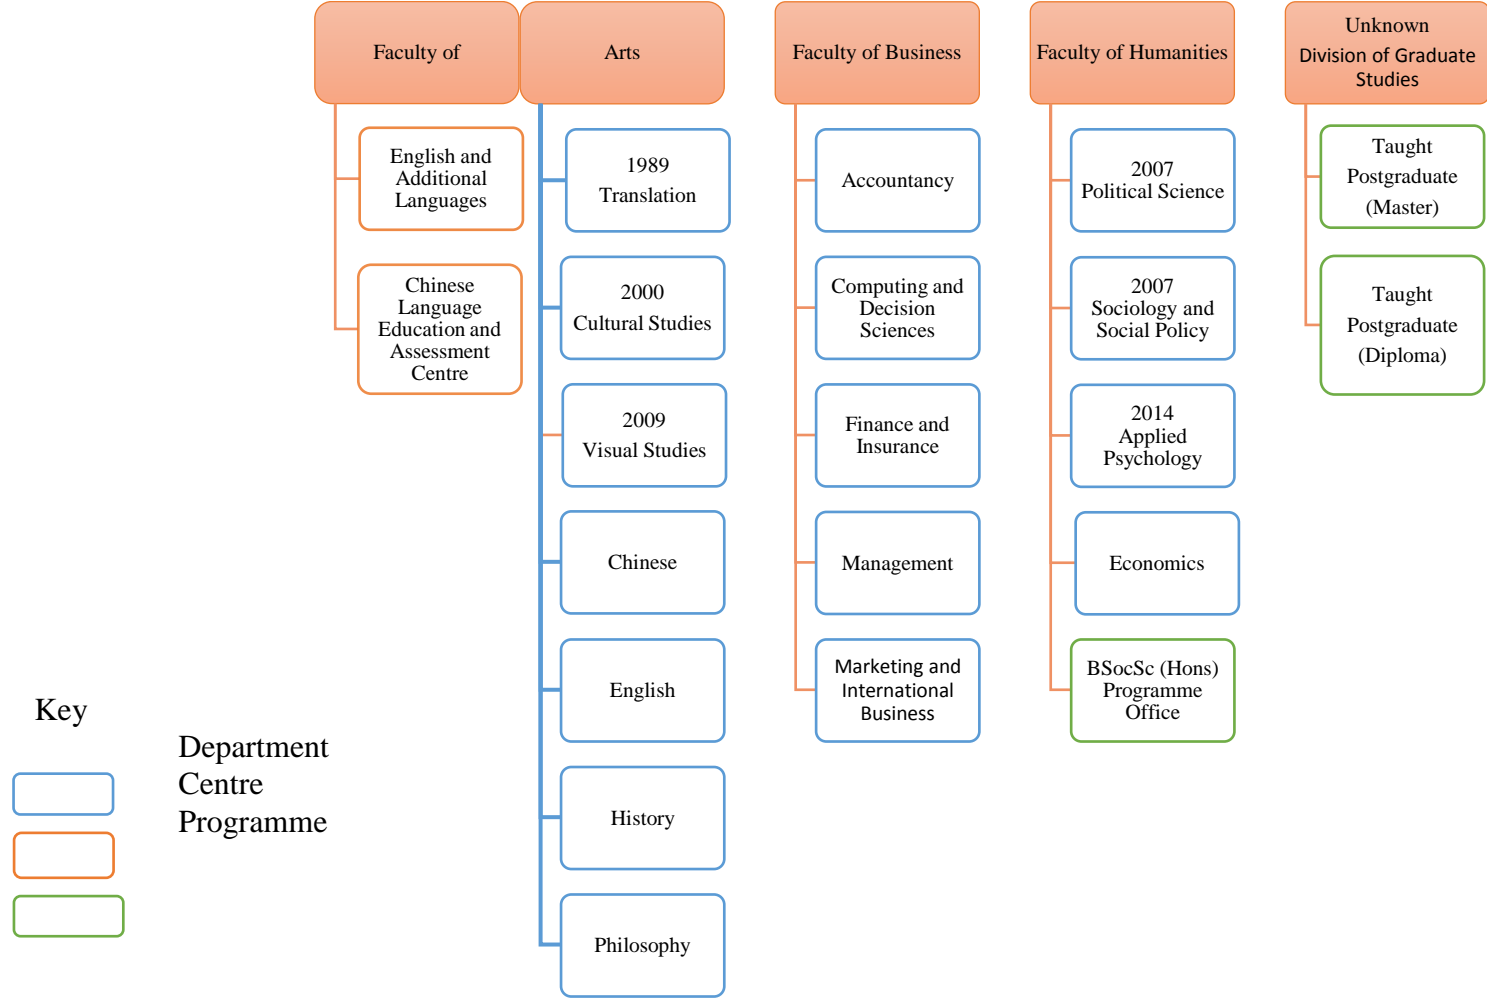 Faculty of
English and
Additional
Languages
Chinese
Language
Education and
Assessment
Centre
Arts
1989
Translation
2000
Cultural Studies
2009
Visual Studies
Chinese
English
History
Philosophy
Faculty of Business
Accountancy
Computing and
Decision
Sciences
Finance and
Insurance
Management
Marketing and
International
Business
Faculty of Humanities
2007
Political Science
2007
Sociology and
Social Policy
2014
Applied
Psychology
Economics
BSocSc (Hons)
Programme
Office
Unknown
Division of Graduate
Studies
Taught
Postgraduate
(Master)
Taught
Postgraduate
(Diploma)
Key
Department
Centre
Programme